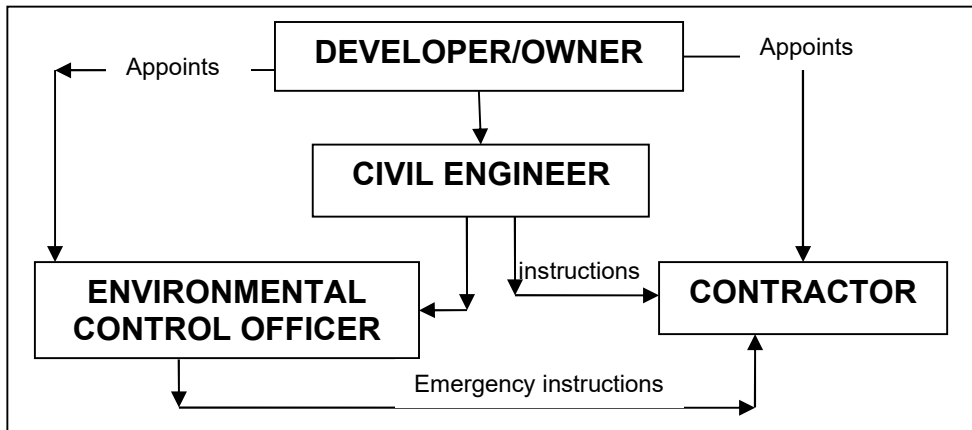 DEVELOPER/OWNER
Appoints
Appoints
CIVIL ENGINEER
instructions
ENVIRONMENTAL
CONTROL OFFICER
CONTRACTOR
Emergency instructions